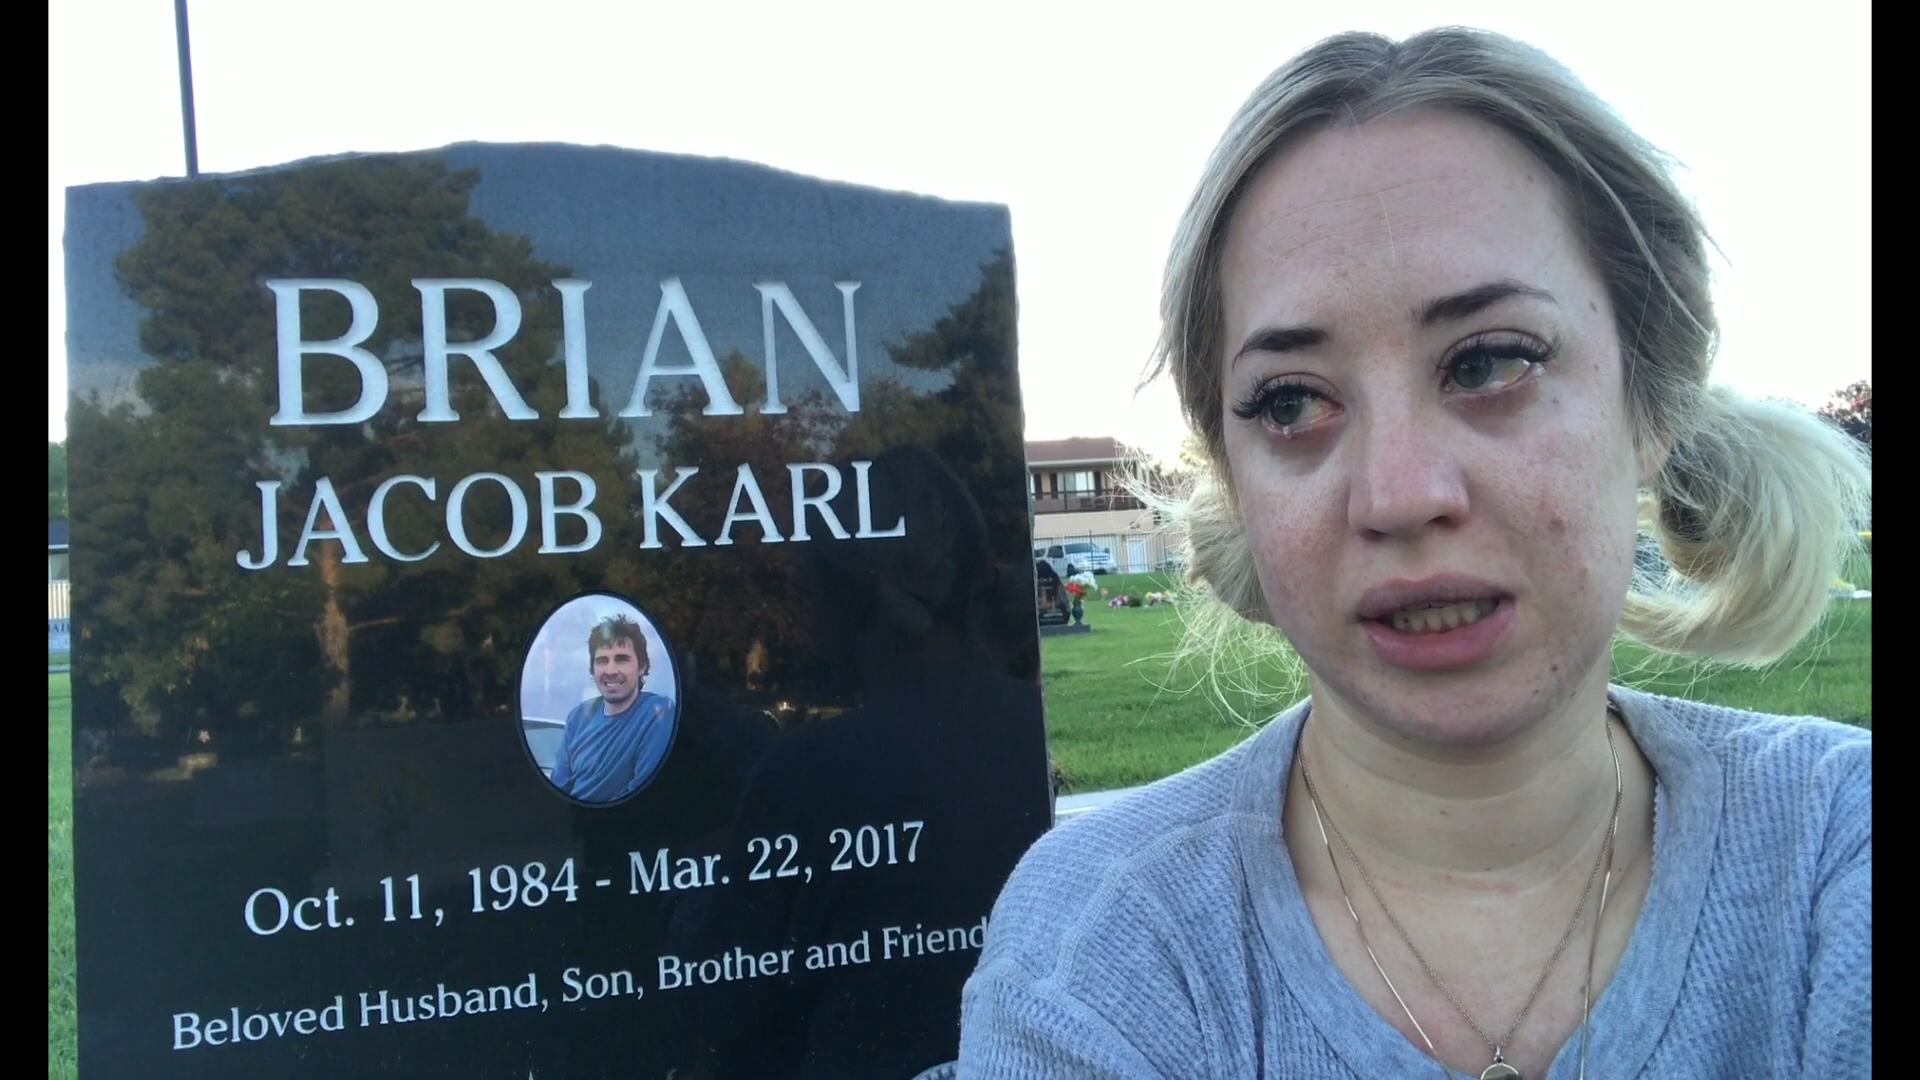 BRIAN
JACOB KARL
Oct. 11, 1984 - Mar. 22, 2017
Beloved Husband, Son, Brother and Friend